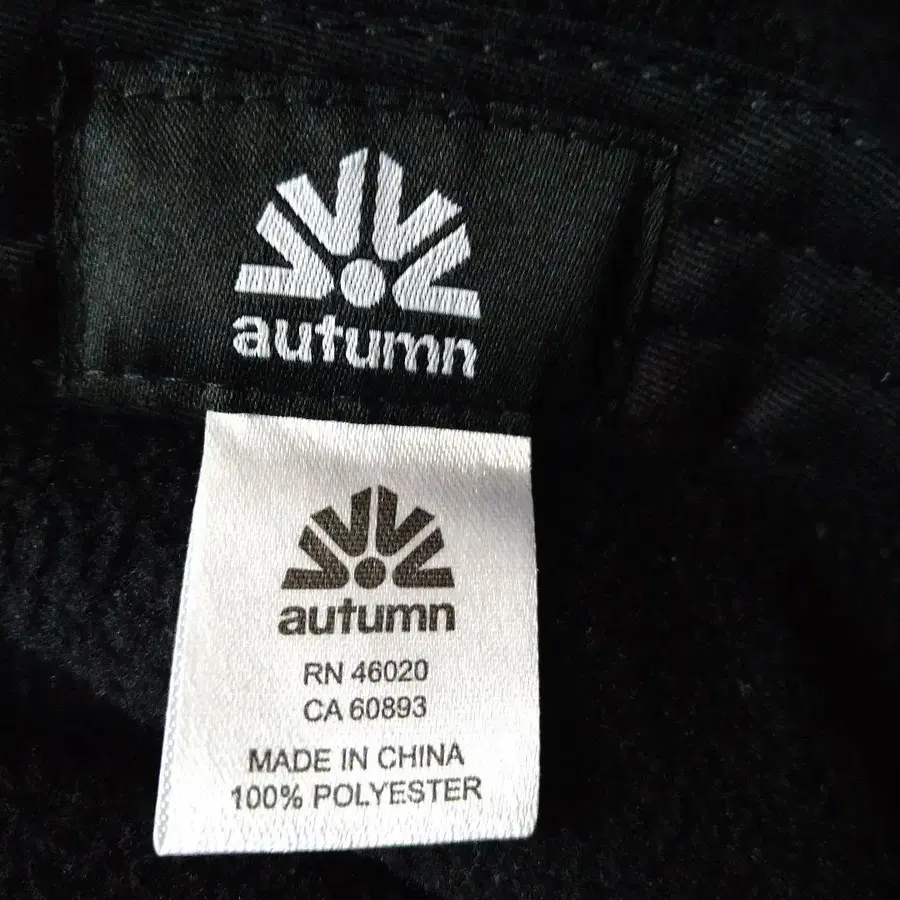 autumn
autumn
RN 46020
CA 60893
MADE IN CHINA
100% POLYESTER